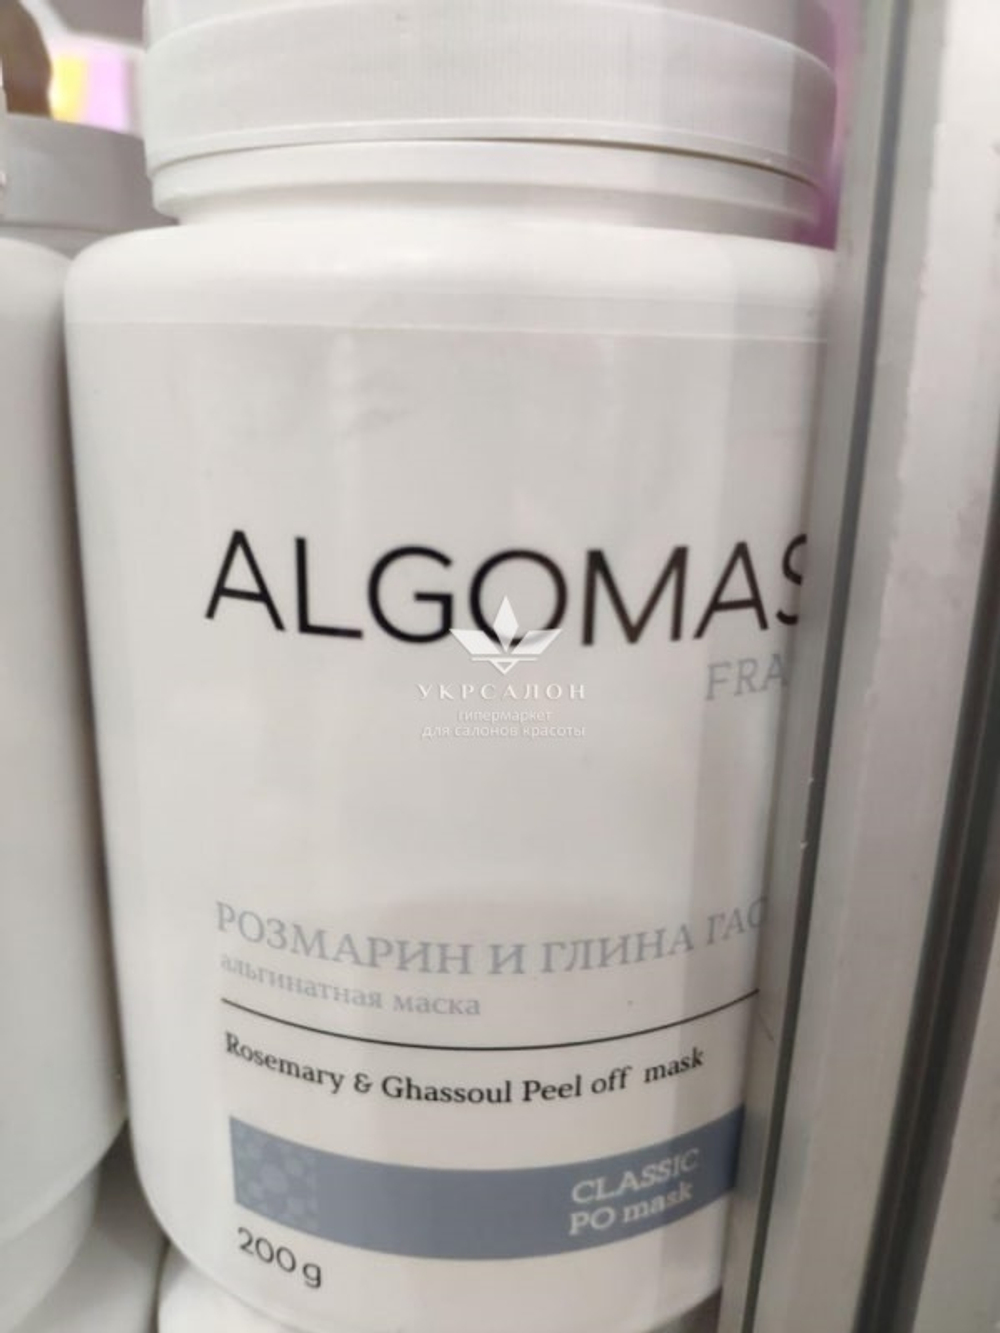 ALGOMAS
FRA
УКРСАЛОН
гипермаркет
для салонов красоты
РОЗМАРИН И ГЛИНА ГАС
альгинатная маска
Rosemary & Ghassoul Peel off mask
CLASSIC
PO mask
200 g